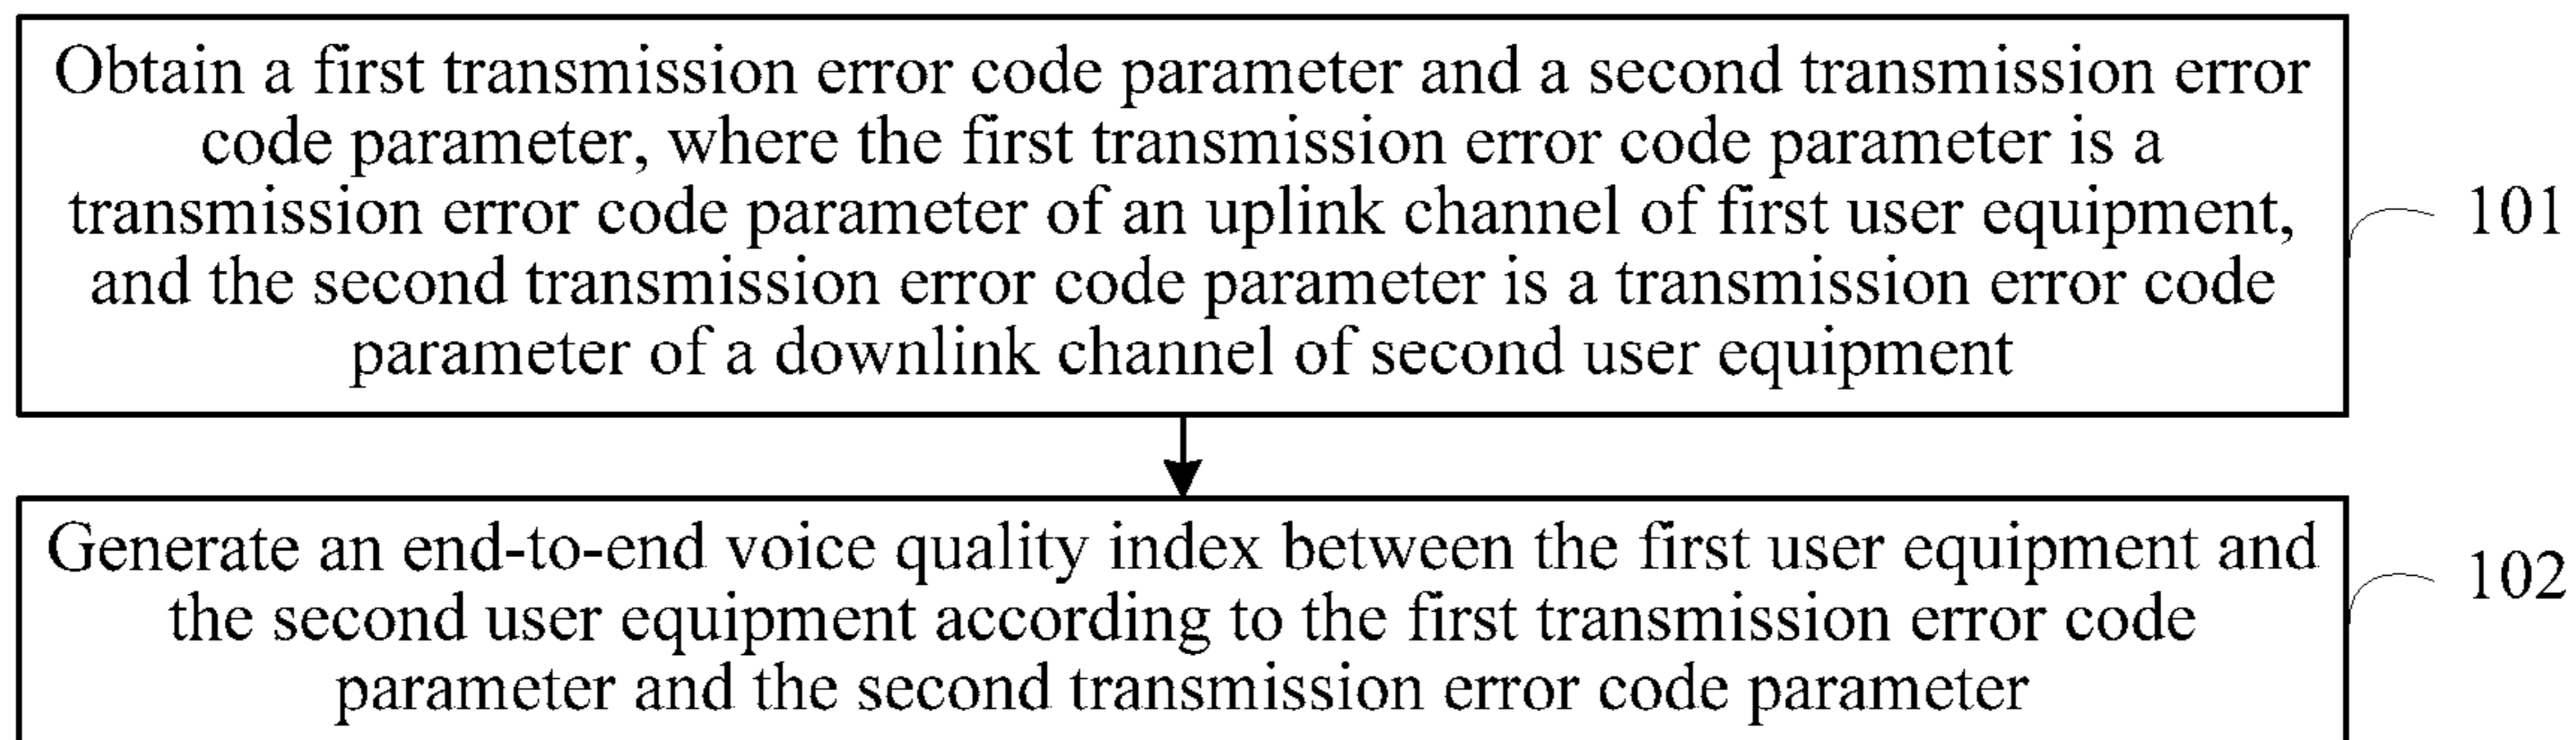 Obtain a first transmission error code parameter and a second transmission error
code parameter, where the first transmission error code parameter is a
transmission error code parameter of an uplink channel of first user equipment,
and the second transmission error code parameter is a transmission error code
parameter of a downlink channel of second user equipment
101
Generate an end-to-end voice quality index between the first user equipment and
the second user equipment according to the first transmission error code
parameter and the second transmission error code parameter
102